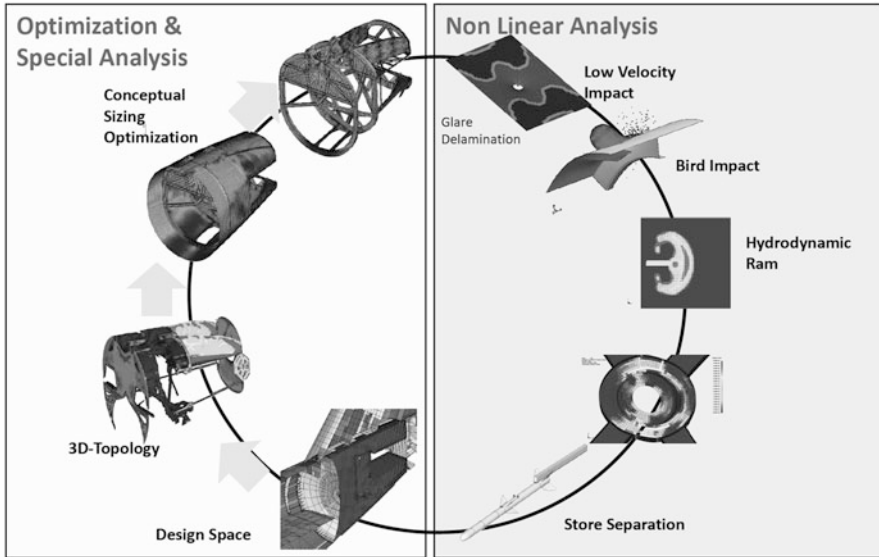 Optimization &
Special Analysis
Conceptual
Sizing
Optimization
3D-Topology
Design Space
Non Linear Analysis
Low Velocity
Impact
Glare
Delamination
Bird Impact
Hydrodynamic
Ram
Store Separation